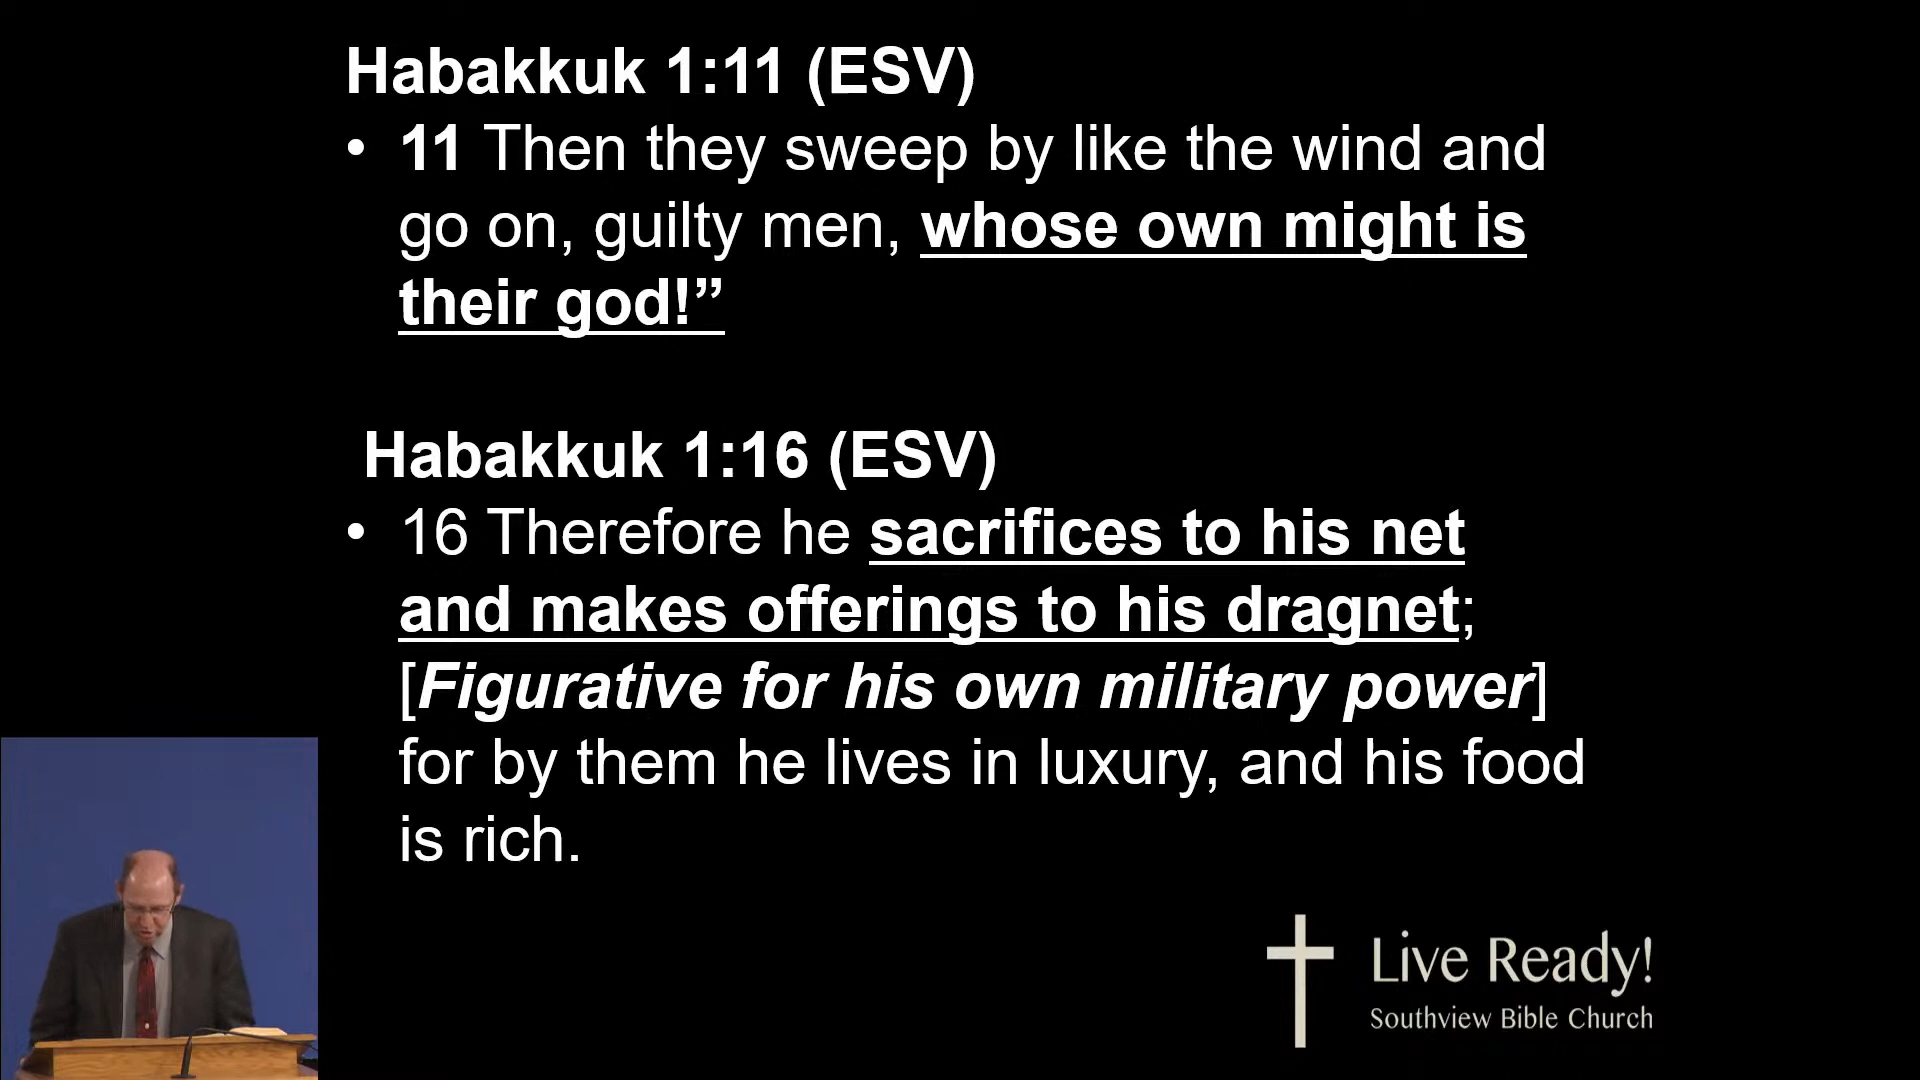 Habakkuk 1:11 (ESV)
• 11 Then they sweep by like the wind and
go on, guilty men, whose own might is
their god!”
Habakkuk 1:16 (ESV)
• 16 Therefore he sacrifices to his net
and makes offerings to his dragnet;
[Figurative for his own military power]
for by them he lives in luxury, and his food
is rich.
Live Ready!
Southview Bible Church